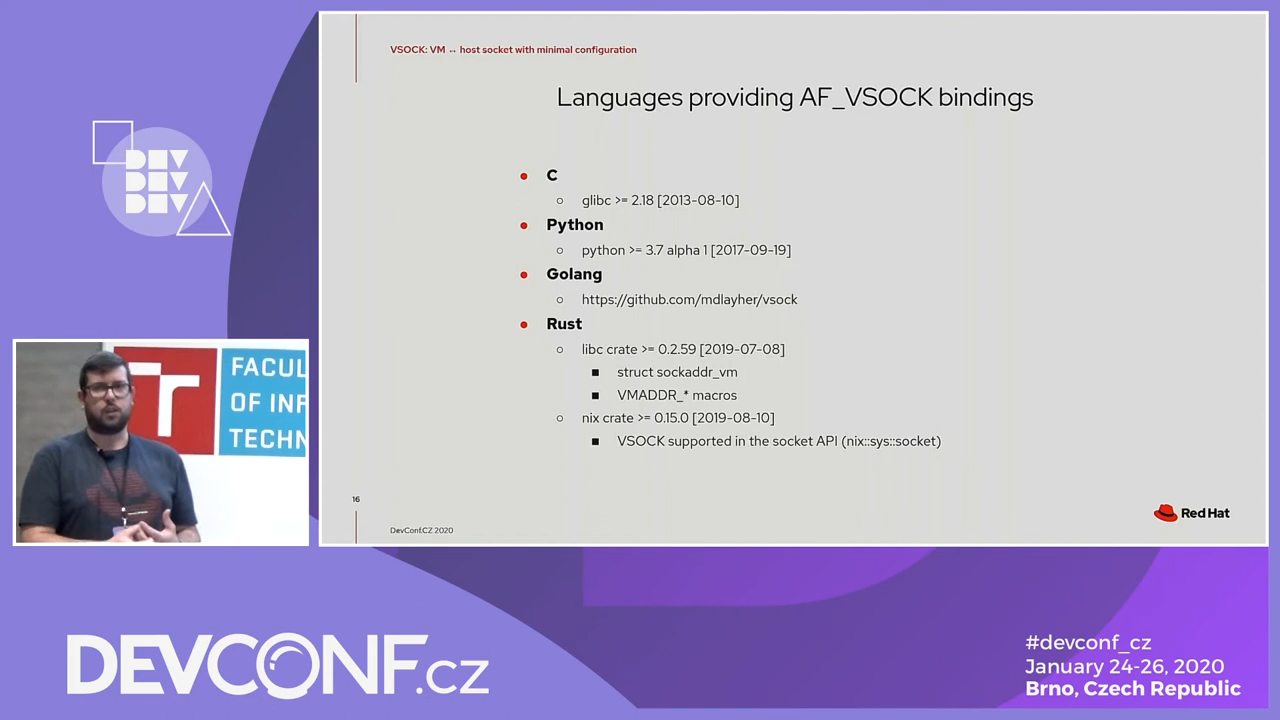 VSOCK: VM ↔ host socket with minimal configuration
Languages providing AF_VSOCK bindings
C
glibc >= 2.18 [2013-08-10]
Python
python >= 3.7 alpha 1 [2017-09-19]
Golang
https://github.com/mdlayher/vsock
Rust
libc crate >= 0.2.59 [2019-07-08]
struct sockaddr_vm
VMADDR_* macros
nix crate >= 0.15.0 [2019-08-10]
VSOCK supported in the socket API (nix::sys::socket)
16
DevConf.CZ 2020
Red Hat
DEV
DEV
DEV
FACUL
OF INF
TECHN
DEVCONF.cz
#devconf_cz
January 24-26, 2020
Brno, Czech Republic